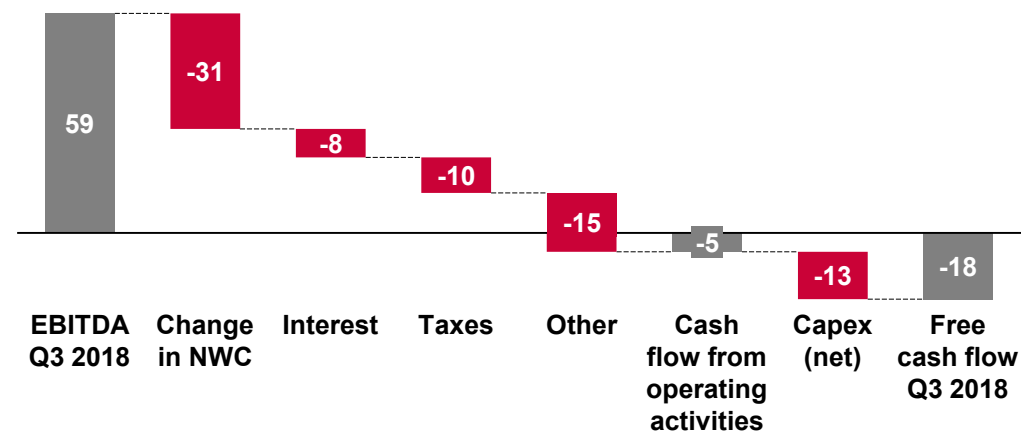 59
-31
-8
-10
-15
-5
-13
-18
EBITDA
Q3 2018
Change
in NWC
Interest
Taxes
Other
Cash
flow from
operating
activities
Capex
(net)
Free
cash flow
Q3 2018